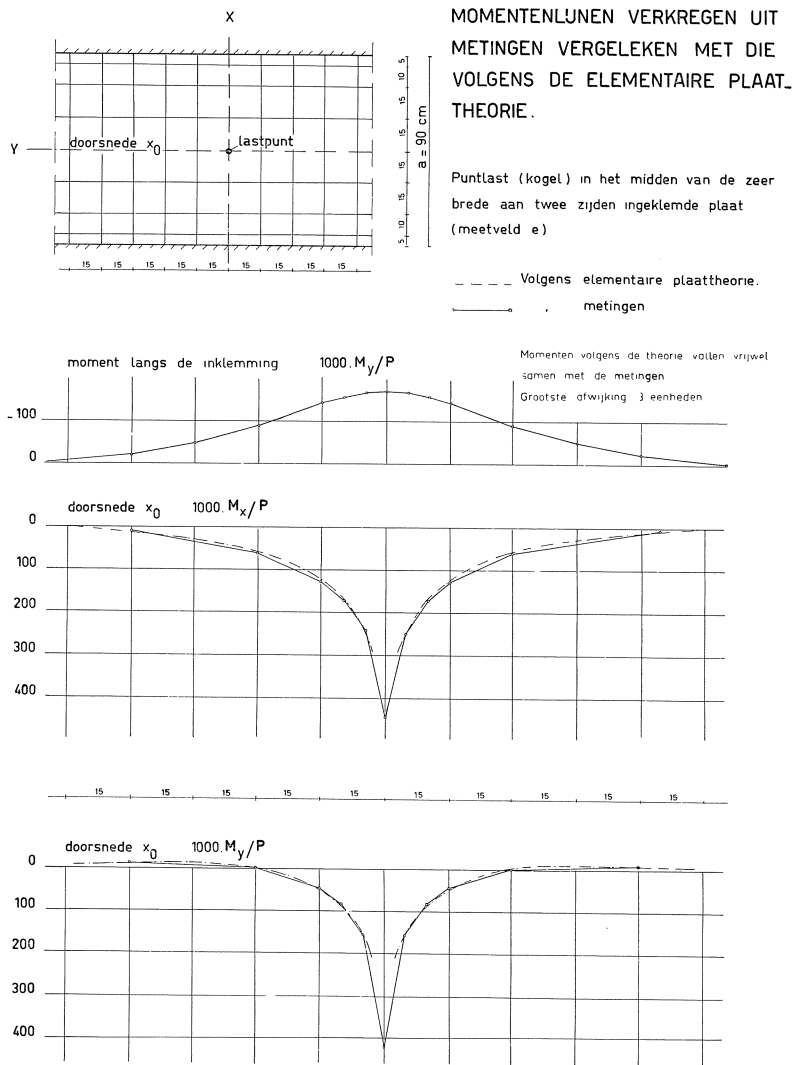 X
MOMENTENLIJNEN VERKREGEN UIT
METINGEN VERGELEKEN MET DIE
VOLGENS DE ELEMENTAIRE PLAAT-
THEORIE.
Y
doorsnede x0
lastpunt
5
10
15
15
15
15
10
5
a = 90 cm
15 15 15 15 15 15 15 15
Puntlast (kogel) in het midden van de zeer
brede aan twee zijden ingeklemde plaat
(meetveld e)
Volgens elementaire plaattheorie.
, metingen
moment langs de inklemming 1000.My/P
Momenten volgens de theorie vallen vrijwel
samen met de metingen
Grootste afwijking 3 eenheden
-100
0
doorsnede x0 1000.Mx/P
0
100
200
300
400
15 15 15 15 15 15 15 15 15 15
doorsnede x0 1000.My/P
0
100
200
300
400